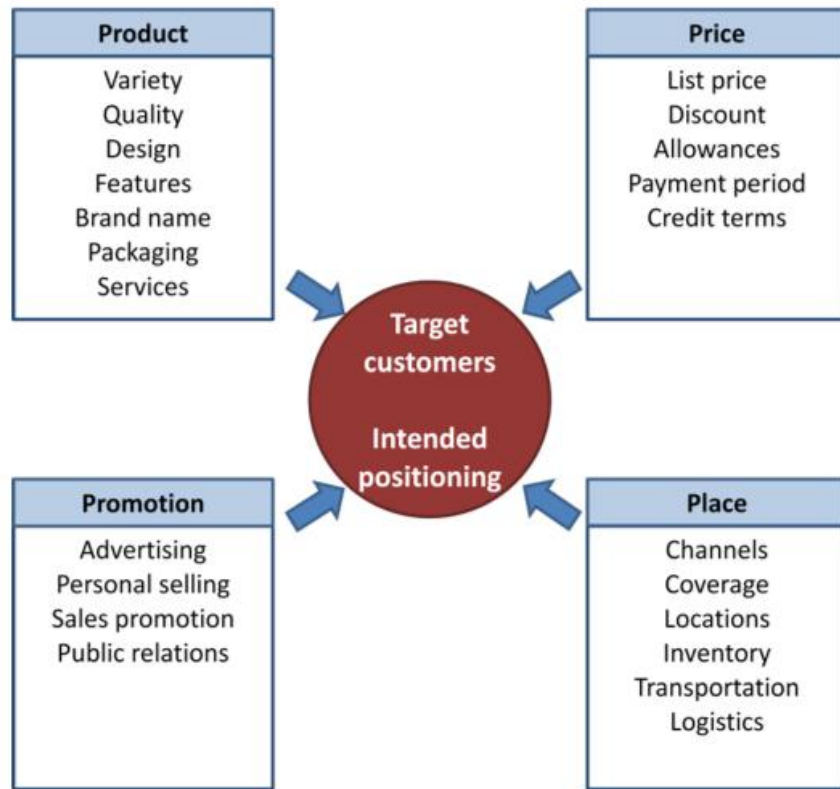 Product
Variety
Quality
Design
Features
Brand name
Packaging
Services
Price
List price
Discount
Allowances
Payment period
Credit terms
Target
customers
Intended
positioning
Promotion
Advertising
Personal selling
Sales promotion
Public relations
Place
Channels
Coverage
Locations
Inventory
Transportation
Logistics